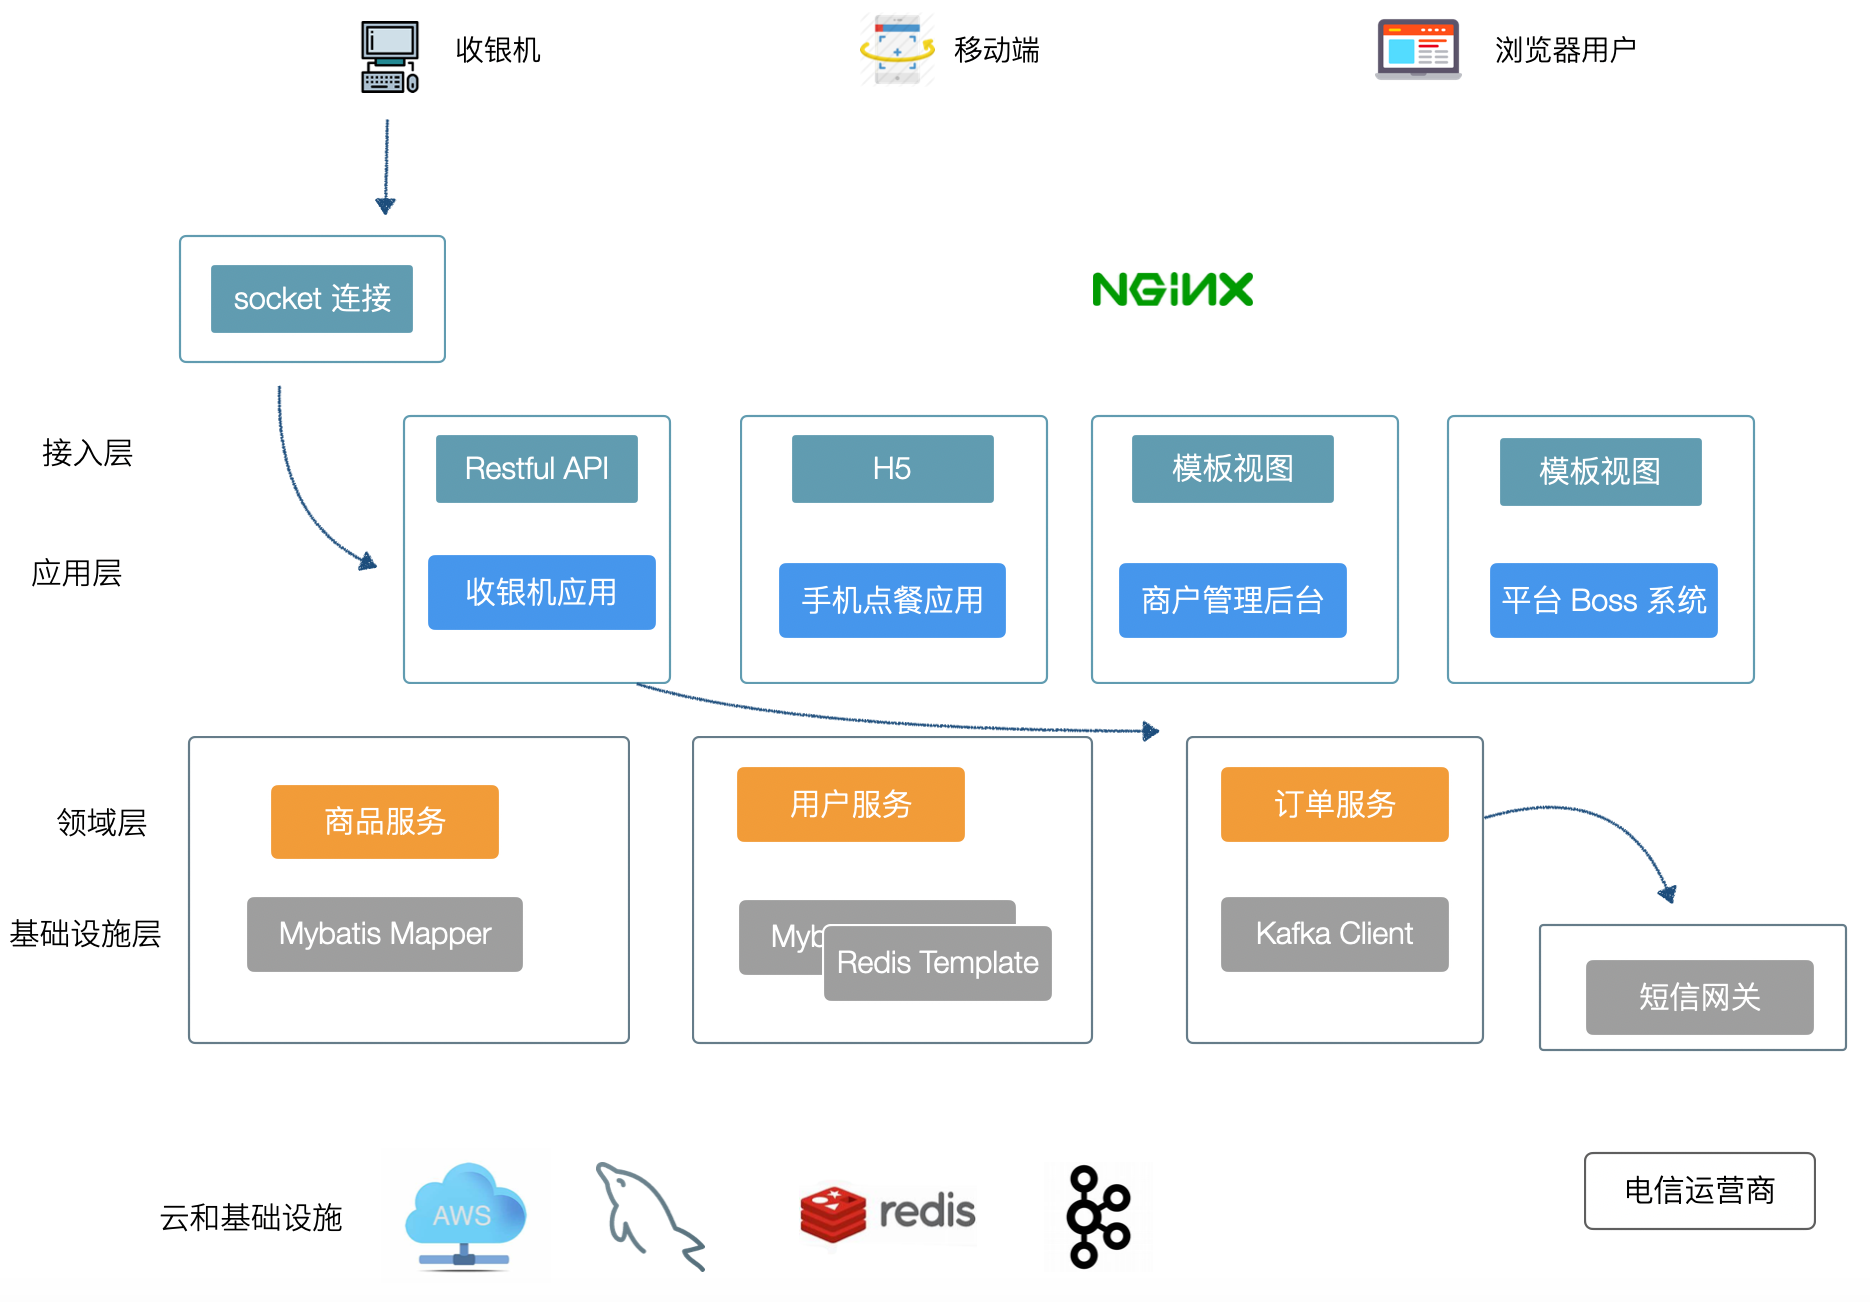 收银机
移动端
浏览器用户
socket 连接
NGINX
接入层
Restful API
H5
模板视图
模板视图
应用层
收银机应用
手机点餐应用
商户管理后台
平台 Boss 系统
领域层
商品服务
用户服务
订单服务
基础设施层
Mybatis Mapper
Myb
Redis Template
Kafka Client
短信网关
云和基础设施
AWS
redis
电信运营商